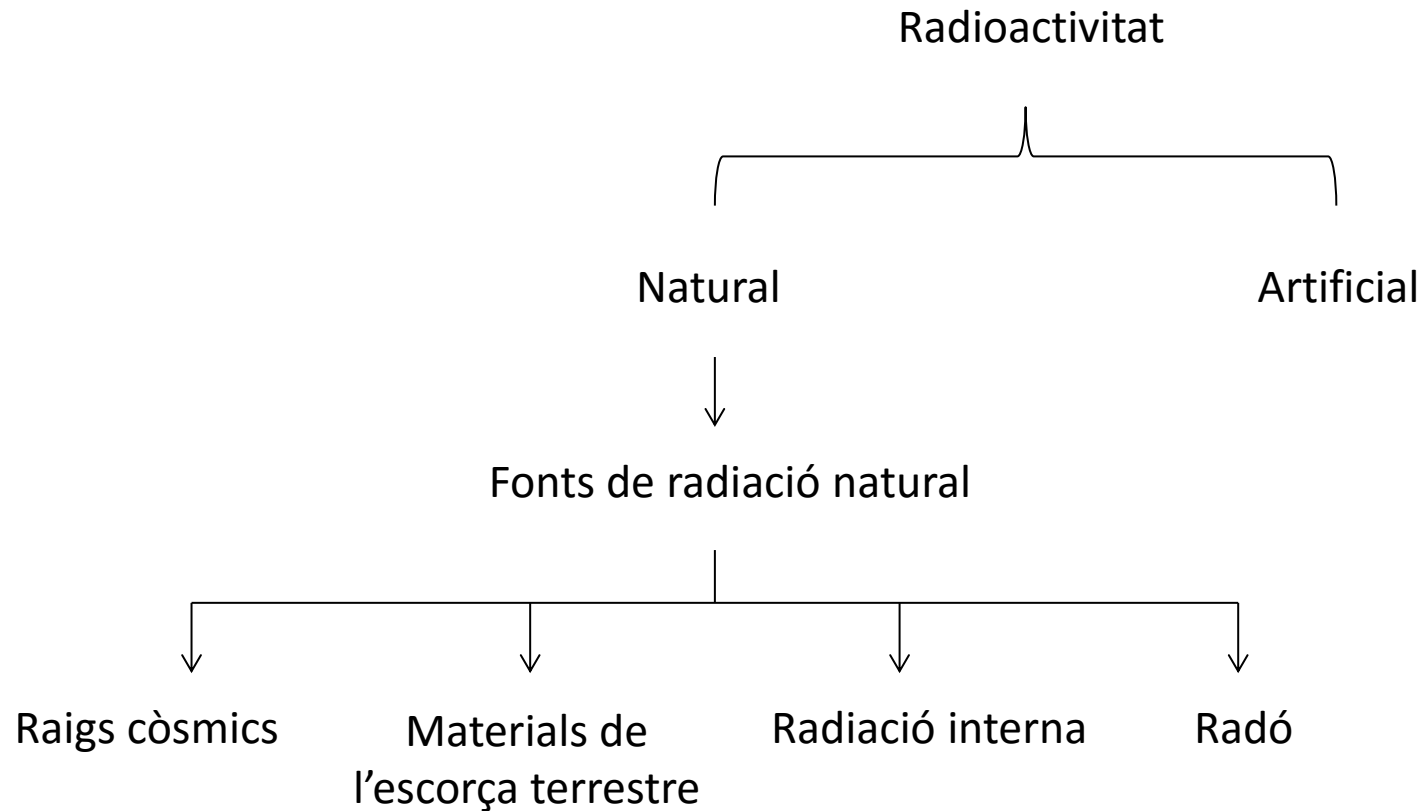 Radioactivitat
Natural
Artificial
Fonts de radiació natural
Raigs còsmics
Materials de
l’escorça terrestre
Radiació interna
Radó